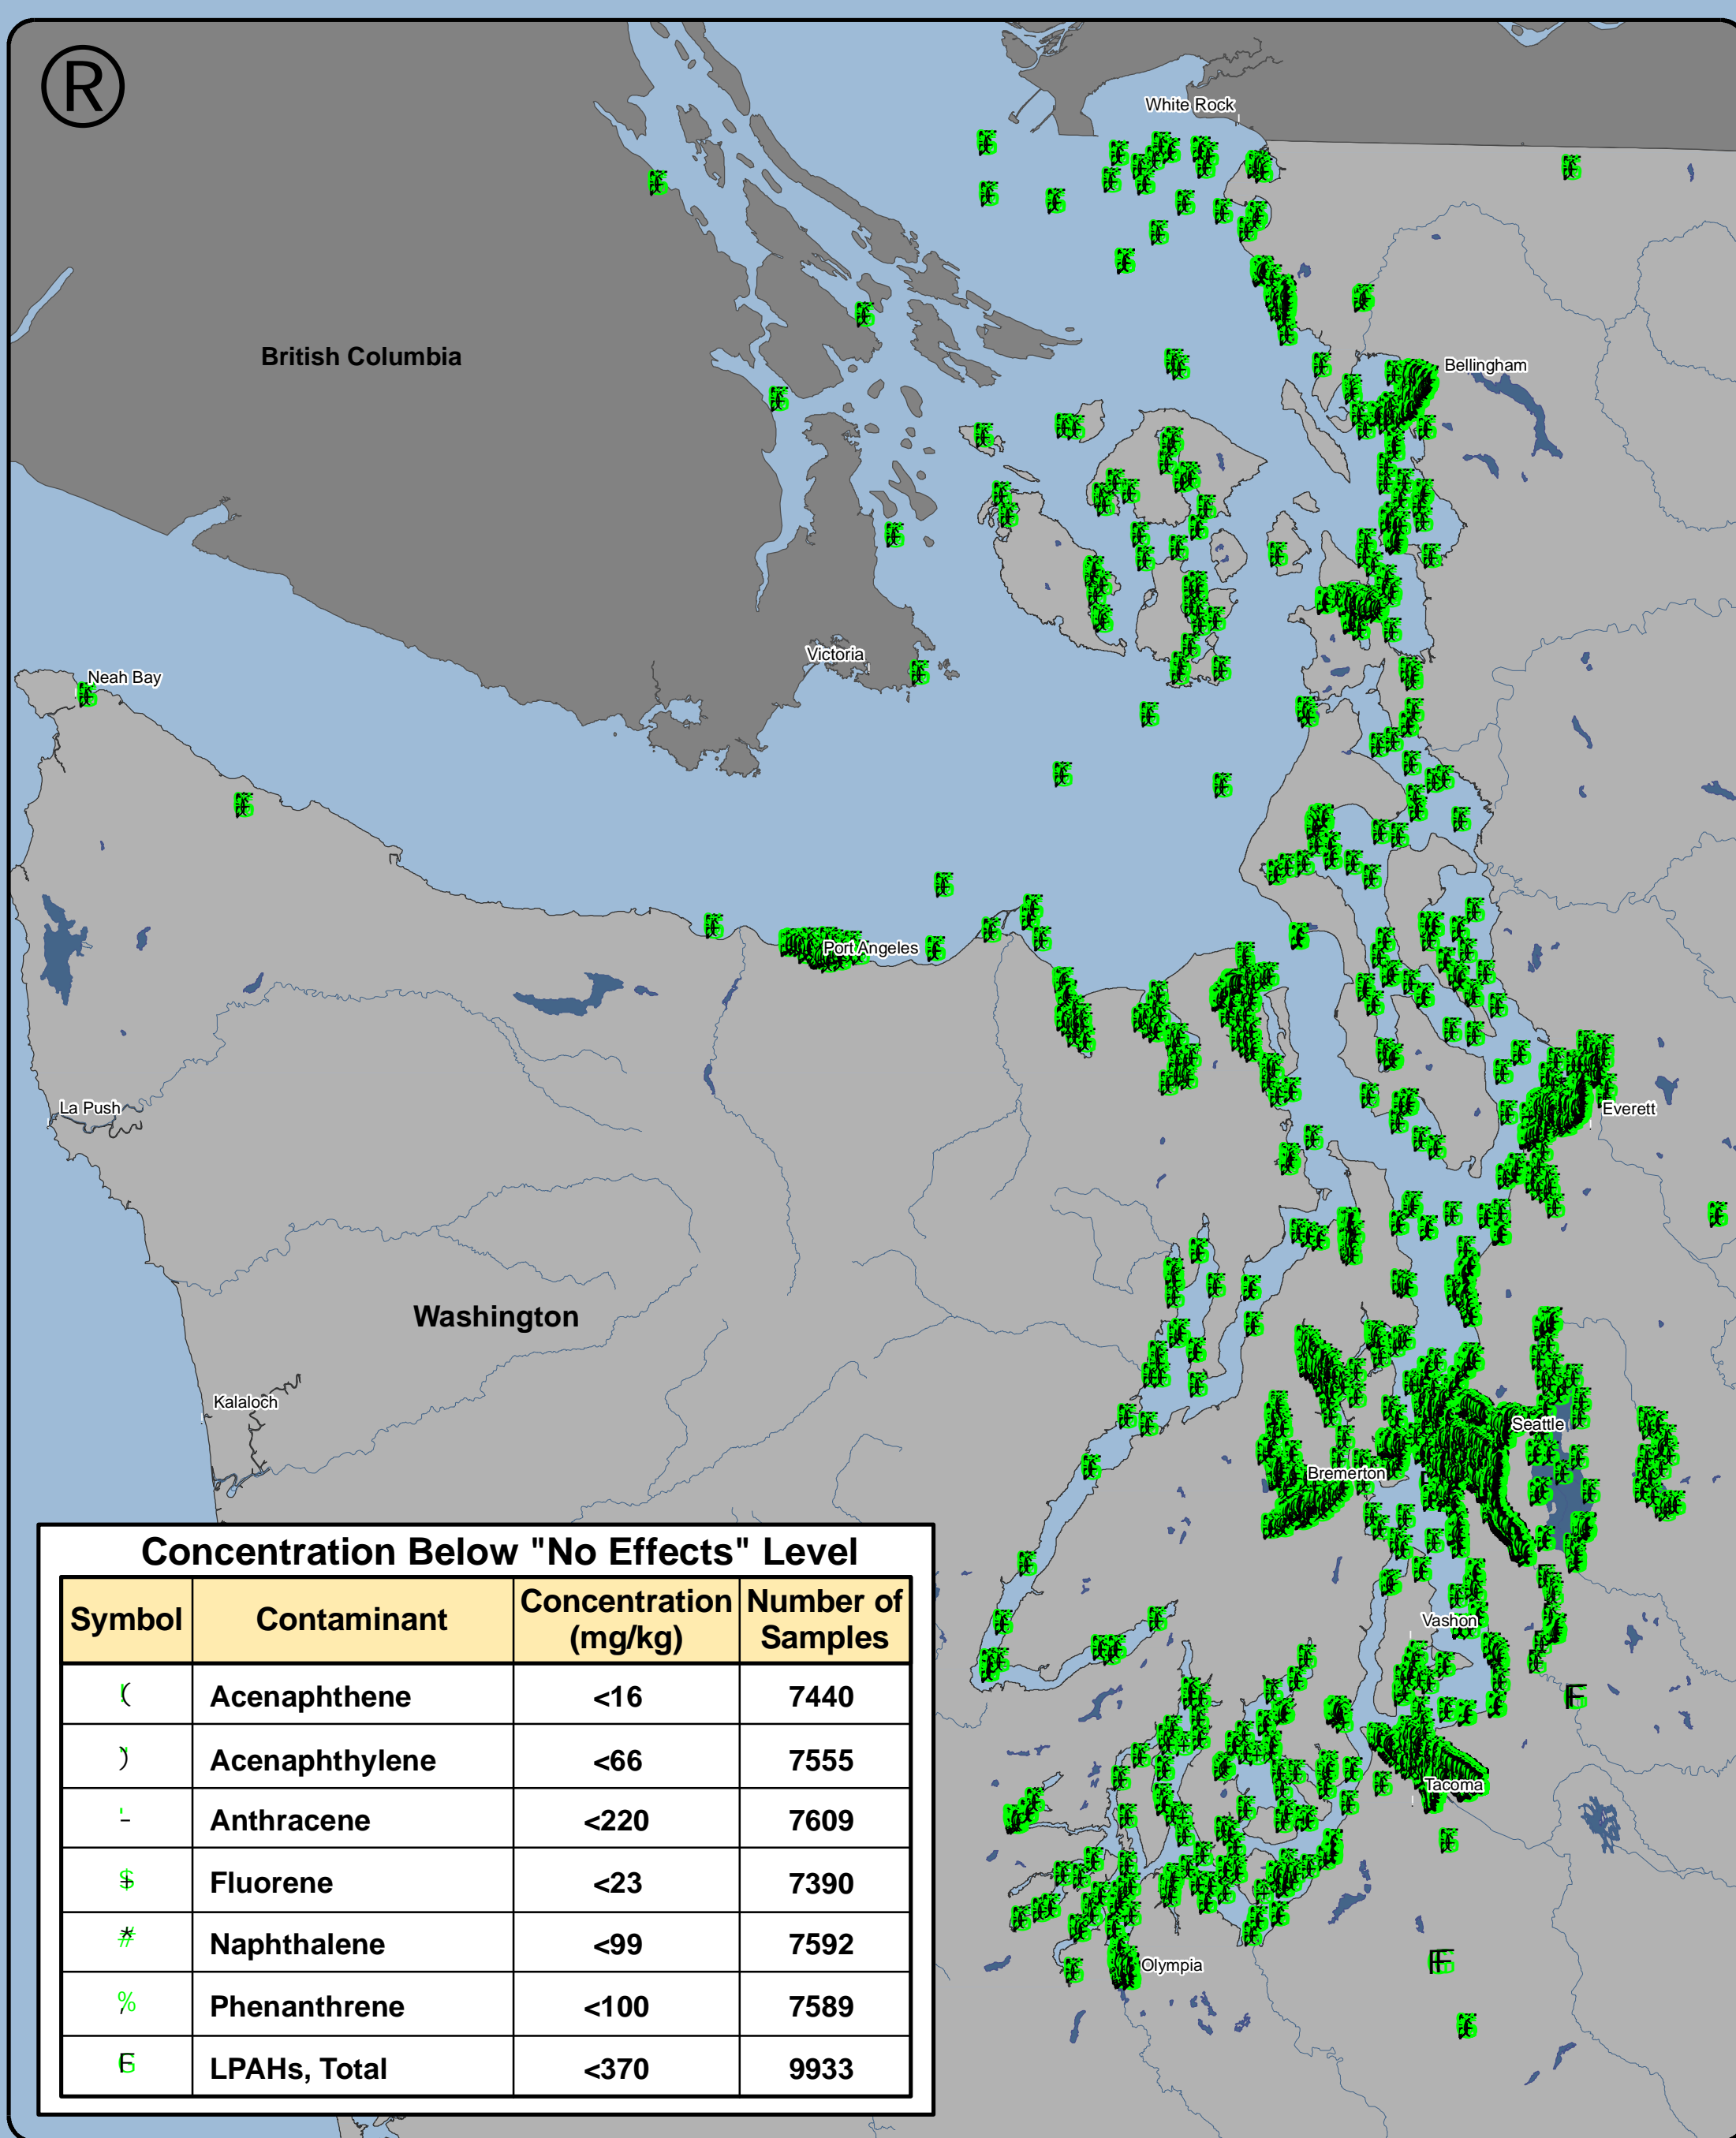 ®
White Rock
British Columbia
Bellingham
Victoria
Neah Bay
Port Angeles
La Push
Everett
Washington
Kalaloch
Seattle
Bremerton
Vashon
Tacoma
Olympia
F
F
Concentration Below "No Effects" Level
Symbol Contaminant Concentration (mg/kg) Number of Samples
( Acenaphthene <16 7440
) Acenaphthylene <66 7555
Anthracene <220 7609
$ Fluorene <23 7390
# Naphthalene <99 7592
% Phenanthrene <100 7589
LPAHs, Total <370 9933